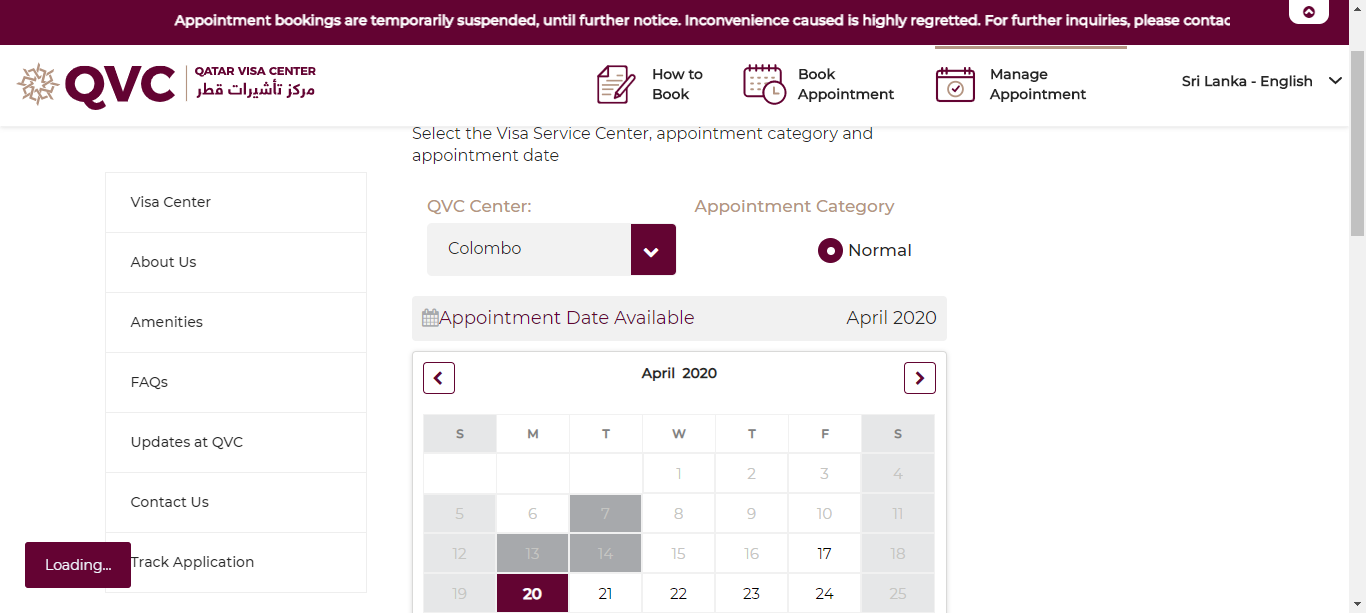 Appointment bookings are temporarily suspended, until further notice. Inconvenience caused is highly regretted. For further inquiries, please contac
QVC
QATAR VISA CENTER
مركز تأشيرات قطر
How to
Book
Book
Appointment
Manage
Appointment
Sri Lanka - English
Select the Visa Service Center, appointment category and
appointment date
Visa Center
About Us
Amenities
FAQs
Updates at QVC
Contact Us
Track Application
Loading...
QVC Center:
Appointment Category
Colombo
Normal
Appointment Date Available
April 2020
April 2020
S M T W T F S
1 2 3 4
5 6 7 8 9 10 11
12 13 14 15 16 17 18
19 20 21 22 23 24 25